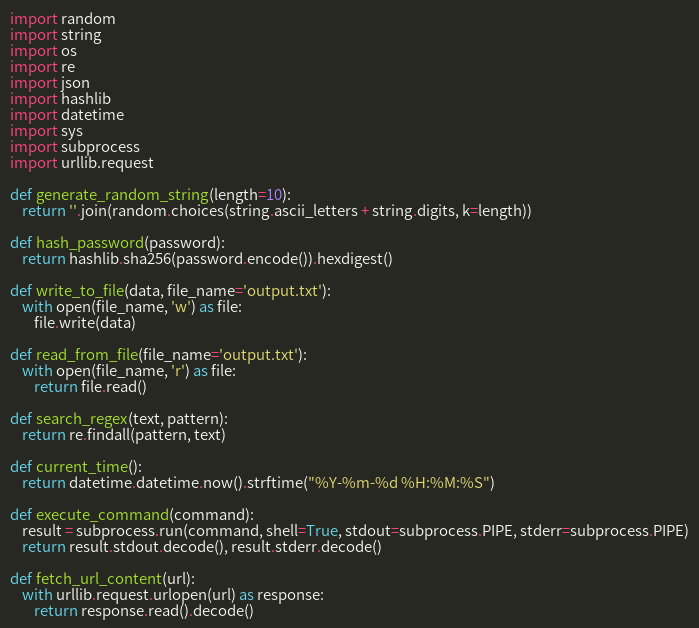 import random
import string
import os
import re
import json
import hashlib
import datetime
import sys
import subprocess
import urllib.request

def generate_random_string(length=10):
    return ''.join(random.choices(string.ascii_letters + string.digits, k=length))

def hash_password(password):
    return hashlib.sha256(password.encode()).hexdigest()

def write_to_file(data, file_name='output.txt'):
    with open(file_name, 'w') as file:
        file.write(data)

def read_from_file(file_name='output.txt'):
    with open(file_name, 'r') as file:
        return file.read()

def search_regex(text, pattern):
    return re.findall(pattern, text)

def current_time():
    return datetime.datetime.now().strftime("%Y-%m-%d %H:%M:%S")

def execute_command(command):
    result = subprocess.run(command, shell=True, stdout=subprocess.PIPE, stderr=subprocess.PIPE)
    return result.stdout.decode(), result.stderr.decode()

def fetch_url_content(url):
    with urllib.request.urlopen(url) as response:
        return response.read().decode()